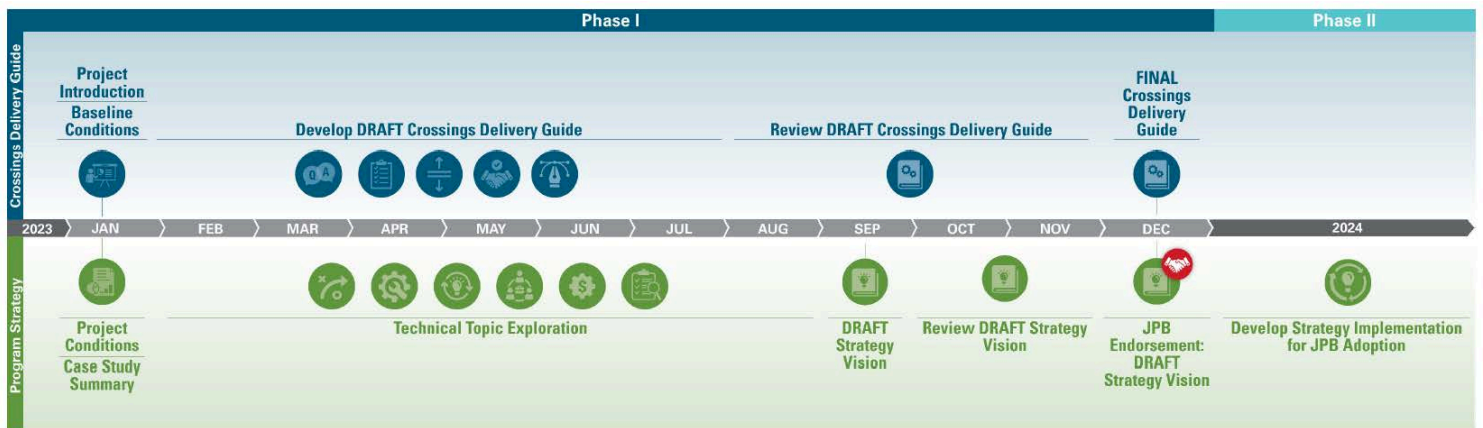 Phase I
Phase II
Crossings Delivery Guide
Project
Introduction
Baseline
Conditions
Develop DRAFT Crossings Delivery Guide
Review DRAFT Crossings Delivery Guide
FINAL
Crossings
Delivery
Guide
Q A
2023 JAN FEB MAR APR MAY JUN JUL AUG SEP OCT NOV DEC 2024
Program Strategy
$
Project
Conditions
Case Study
Summary
Technical Topic Exploration
DRAFT
Strategy
Vision
Review DRAFT Strategy
Vision
JPB
Endorsement:
DRAFT
Strategy Vision
Develop Strategy Implementation
for JPB Adoption